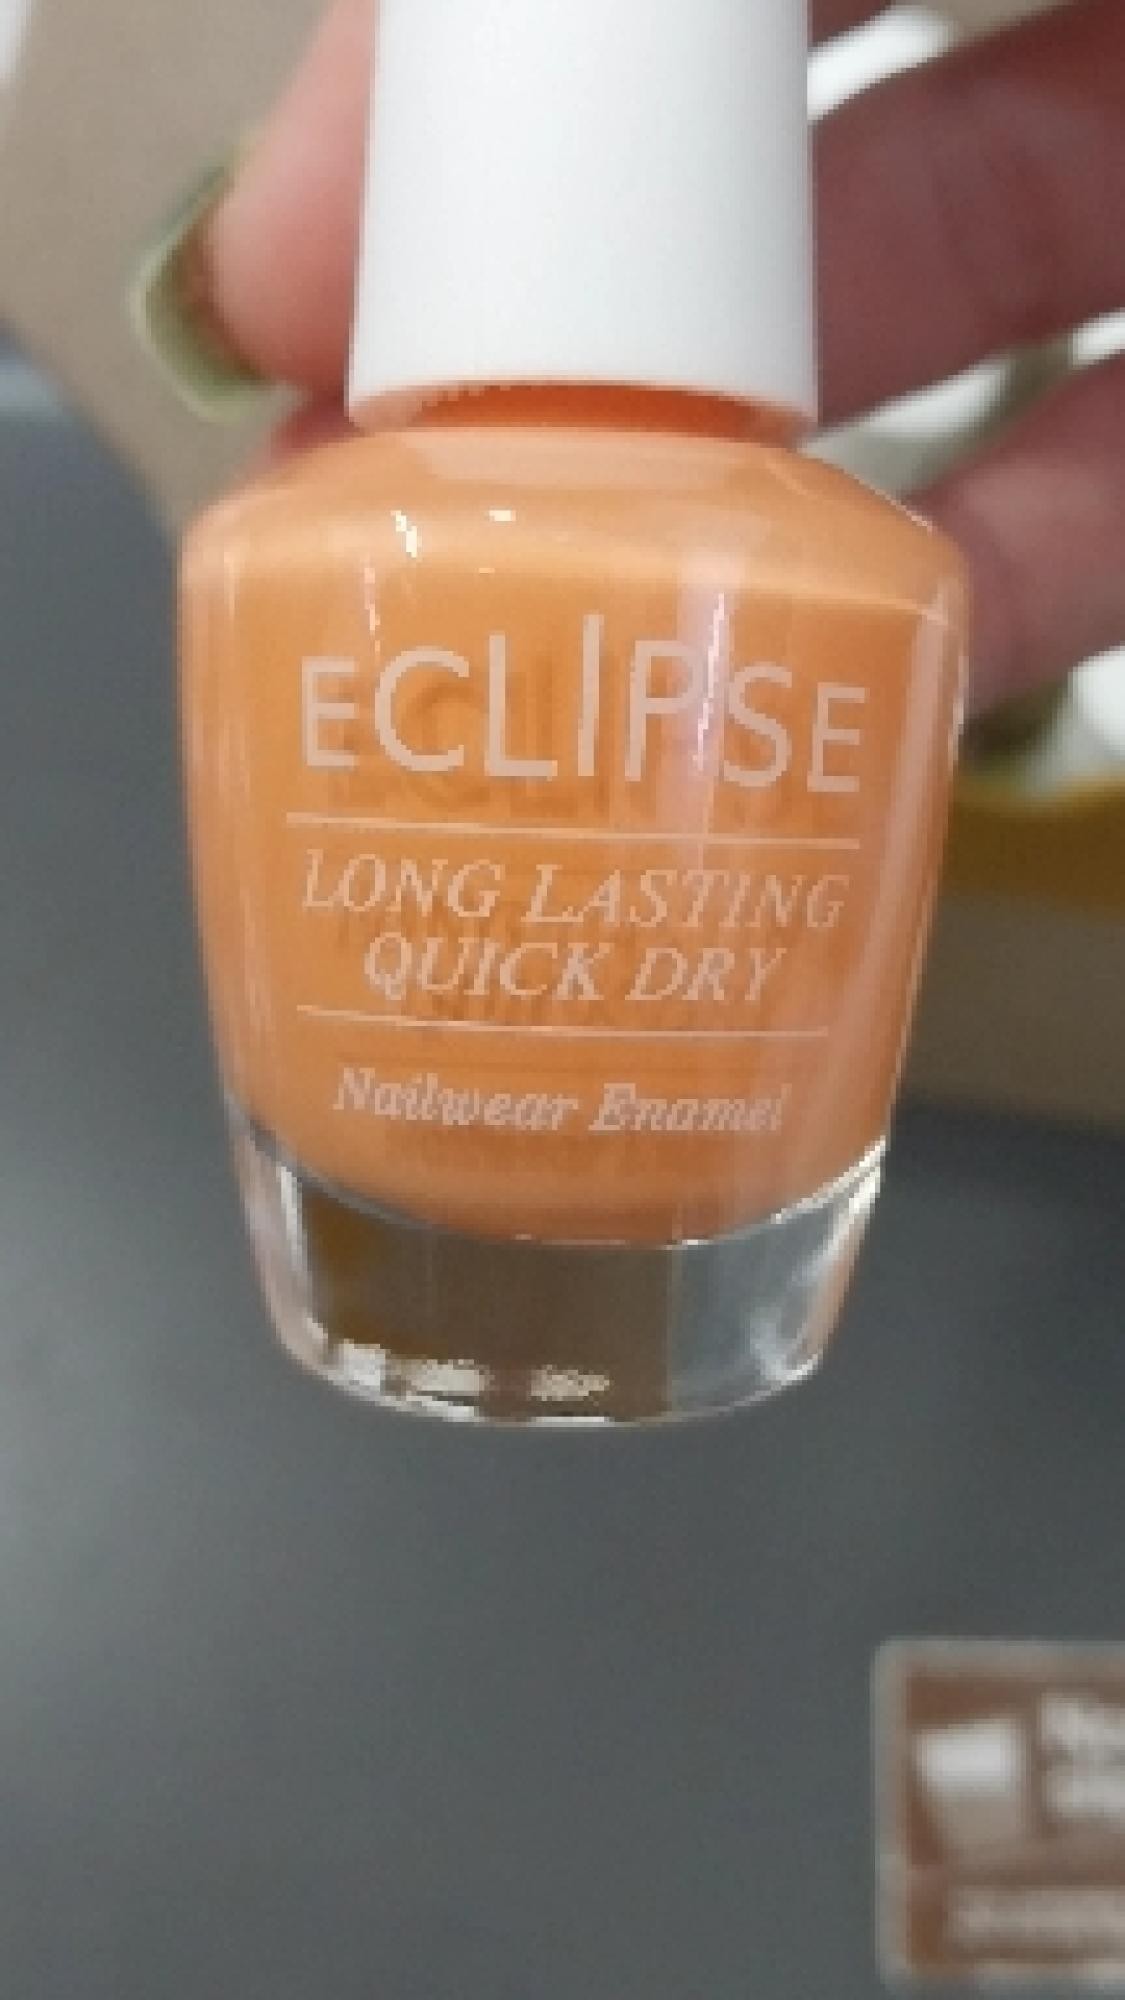 ECLIPSE
LONG LASTING
QUICK DRY
Nailwear Enamel